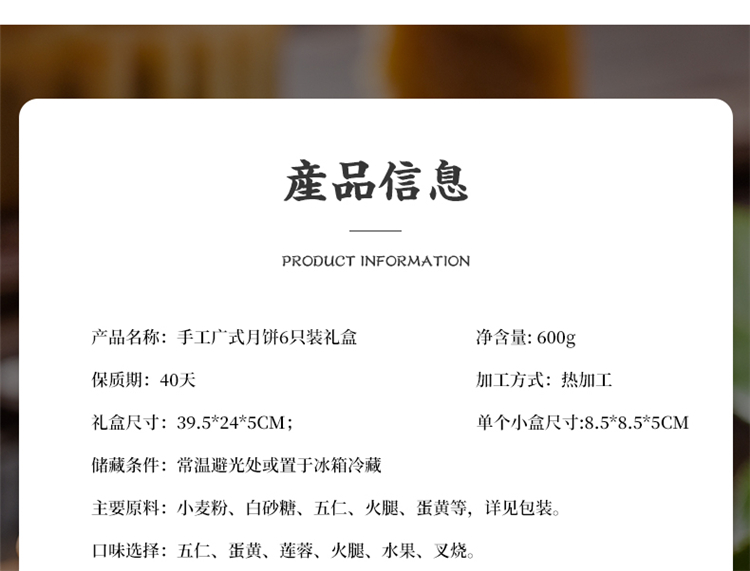 産品信息
PRODUCT INFORMATION
产品名称：手工广式月饼6只装礼盒
净含量: 600g
保质期：40天
加工方式：热加工
礼盒尺寸：39.5*24*5CM；
单个小盒尺寸:8.5*8.5*5CM
储藏条件：常温避光处或置于冰箱冷藏
主要原料：小麦粉、白砂糖、五仁、火腿、蛋黄等，详见包装。
口味选择：五仁、蛋黄、莲蓉、火腿、水果、叉烧。